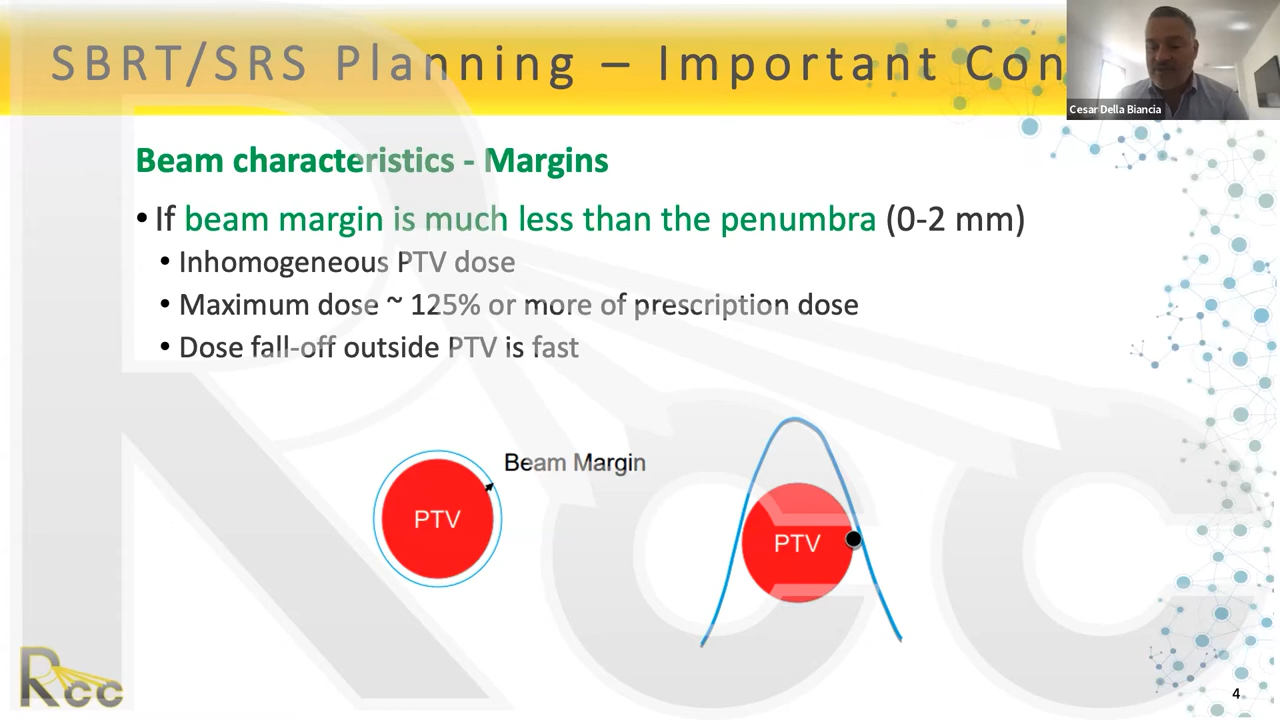 SBRT/SRS Planning – Important Con
Cesar Della Biancia
Beam characteristics - Margins
• If beam margin is much less than the penumbra (0-2 mm)
• Inhomogeneous PTV dose
• Maximum dose ~ 125% or more of prescription dose
• Dose fall-off outside PTV is fast
Beam Margin
PTV
PTV
Rcc
4